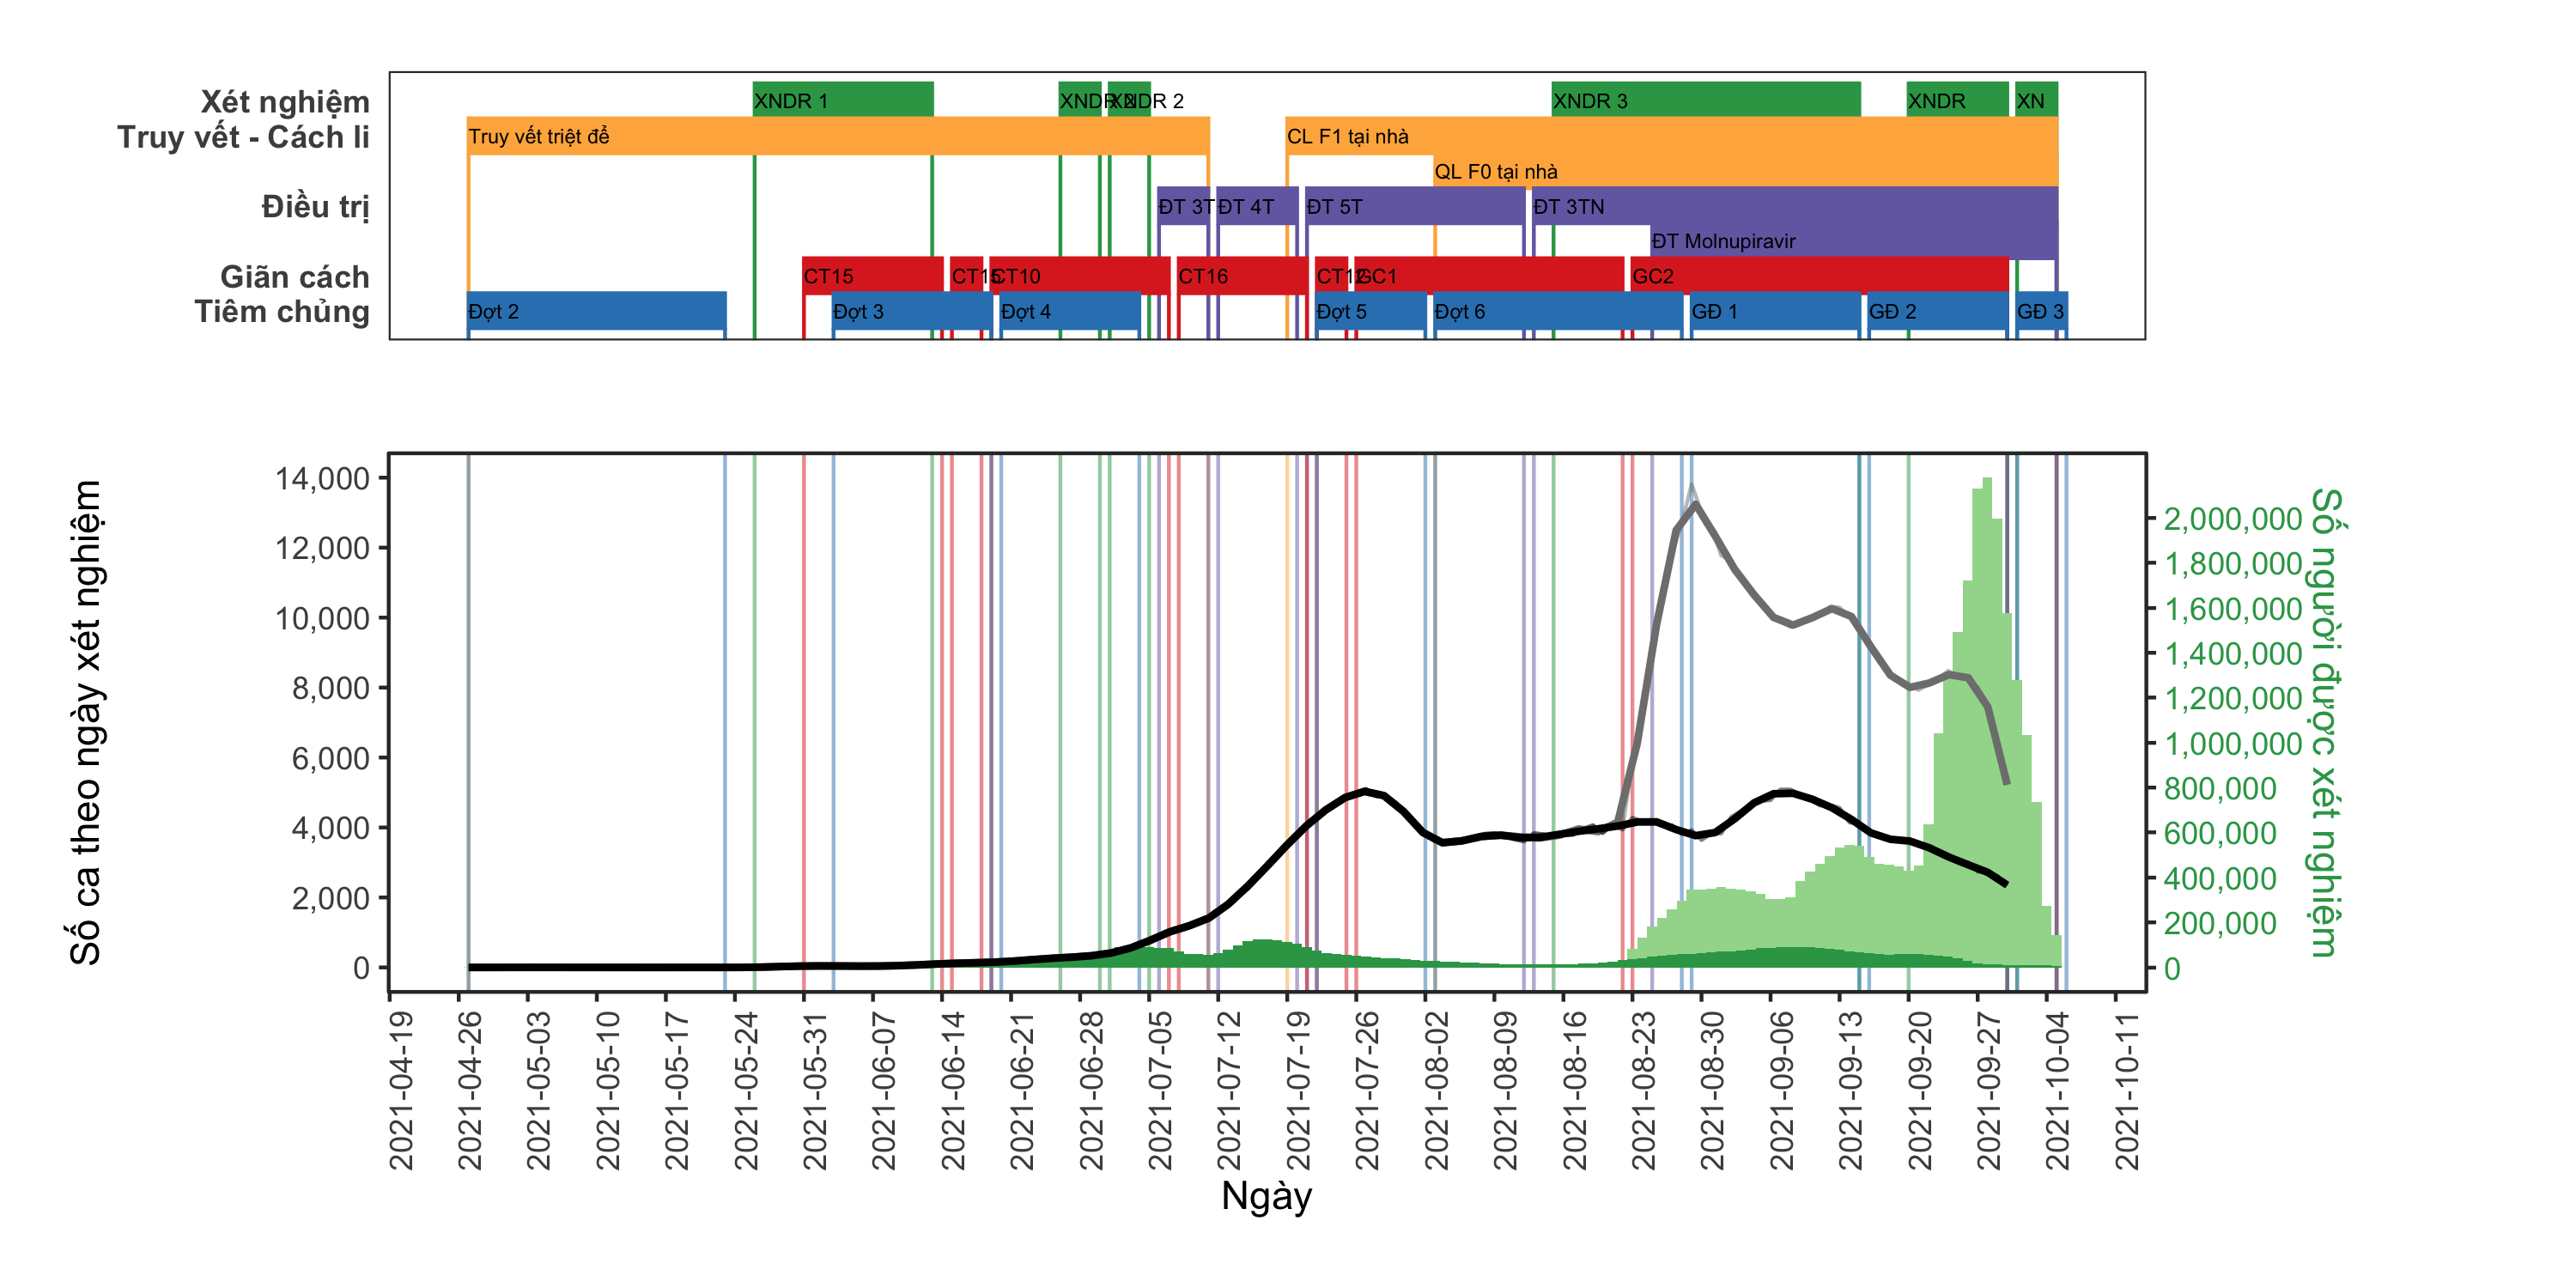 Xét nghiệm
XNDR 1
XNDR 2
XNDR 2
XNDR 3
XNDR
XN
Truy vết - Cách li
Truy vết triệt để
CL F1 tại nhà
QL F0 tại nhà
Điều trị
ĐT 3T
ĐT 4T
ĐT 5T
ĐT 3TN
ĐT Molnupiravir
Giãn cách
CT15
CT15
CT10
CT16
CT12
GC1
GC2
Tiêm chủng
Đợt 2
Đợt 3
Đợt 4
Đợt 5
Đợt 6
GĐ 1
GĐ 2
GĐ 3
Số ca theo ngày xét nghiệm
14,000
12,000
10,000
8,000
6,000
4,000
2,000
0
2,000,000
1,800,000
1,600,000
1,400,000
1,200,000
1,000,000
800,000
600,000
400,000
200,000
0
Số người được xét nghiệm
2021-04-19
2021-04-26
2021-05-03
2021-05-10
2021-05-17
2021-05-24
2021-05-31
2021-06-07
2021-06-14
2021-06-21
2021-06-28
2021-07-05
2021-07-12
2021-07-19
2021-07-26
2021-08-02
2021-08-09
2021-08-16
2021-08-23
2021-08-30
2021-09-06
2021-09-13
2021-09-20
2021-09-27
2021-10-04
2021-10-11
Ngày